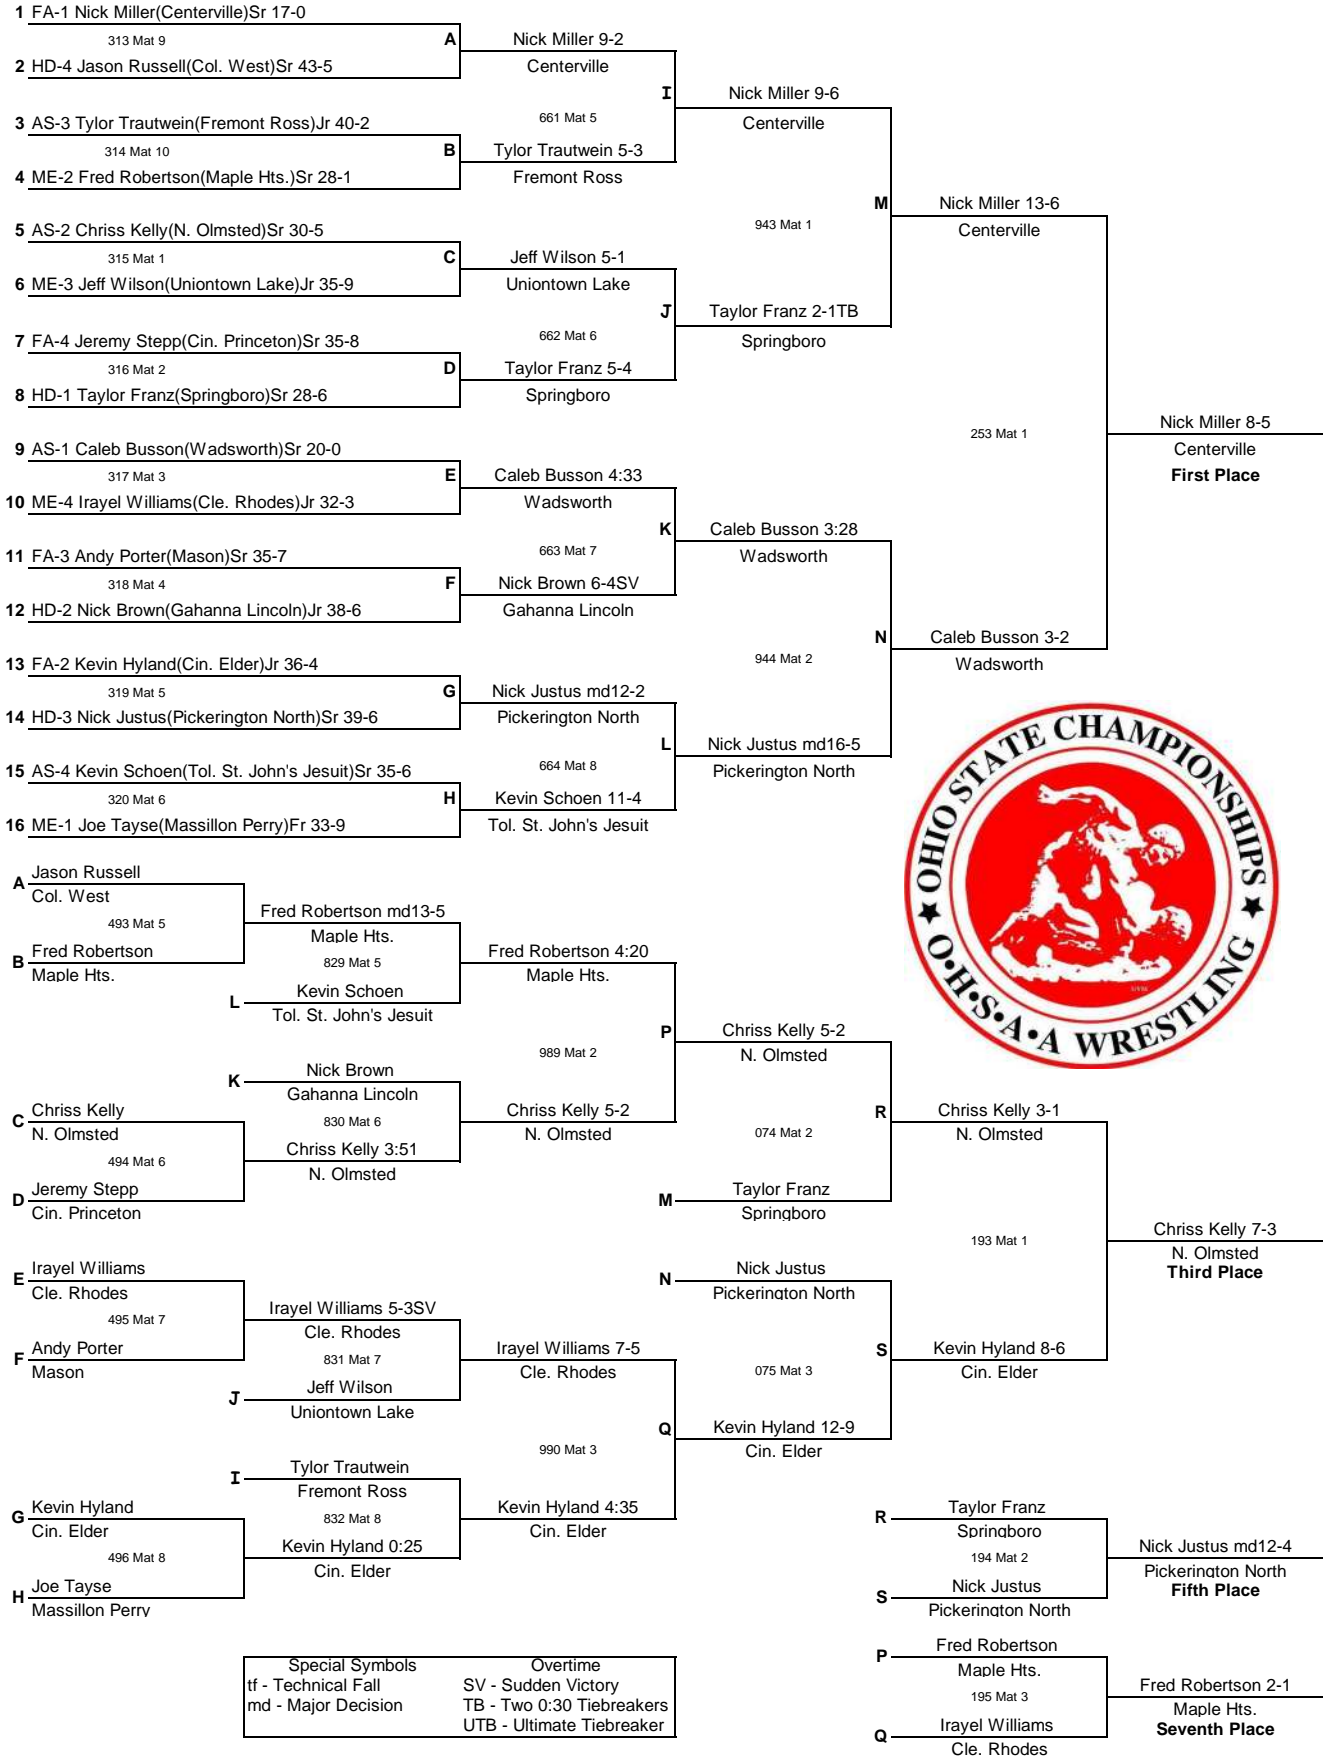 1 FA-1 Nick Miller(Centerville)Sr 17-0
313 Mat 9
A
2 HD-4 Jason Russell(Col. West)Sr 43-5
Nick Miller 9-2
Centerville
I
661 Mat 5
3 AS-3 Tylor Trautwein(Fremont Ross)Jr 40-2
314 Mat 10
B
4 ME-2 Fred Robertson(Maple Hts.)Sr 28-1
Tylor Trautwein 5-3
Fremont Ross
Nick Miller 9-6
Centerville
M
943 Mat 1
5 AS-2 Chriss Kelly(N. Olmsted)Sr 30-5
315 Mat 1
C
6 ME-3 Jeff Wilson(Uniontown Lake)Jr 35-9
Jeff Wilson 5-1
Uniontown Lake
J
662 Mat 6
7 FA-4 Jeremy Stepp(Cin. Princeton)Sr 35-8
316 Mat 2
D
8 HD-1 Taylor Franz(Springboro)Sr 28-6
Taylor Franz 5-4
Springboro
Taylor Franz 2-1TB
Springboro
Nick Miller 13-6
Centerville
253 Mat 1
Nick Miller 8-5
Centerville
First Place
9 AS-1 Caleb Busson(Wadsworth)Sr 20-0
317 Mat 3
E
10 ME-4 Irayel Williams(Cle. Rhodes)Jr 32-3
Caleb Busson 4:33
Wadsworth
K
663 Mat 7
11 FA-3 Andy Porter(Mason)Sr 35-7
318 Mat 4
F
12 HD-2 Nick Brown(Gahanna Lincoln)Jr 38-6
Nick Brown 6-4SV
Gahanna Lincoln
Caleb Busson 3:28
Wadsworth
N
944 Mat 2
13 FA-2 Kevin Hyland(Cin. Elder)Jr 36-4
319 Mat 5
G
14 HD-3 Nick Justus(Pickerington North)Sr 39-6
Nick Justus md12-2
Pickerington North
L
664 Mat 8
15 AS-4 Kevin Schoen(Tol. St. John's Jesuit)Sr 35-6
320 Mat 6
H
16 ME-1 Joe Tayse(Massillon Perry)Fr 33-9
Kevin Schoen 11-4
Tol. St. John's Jesuit
Nick Justus md16-5
Pickerington North
Caleb Busson 3-2
Wadsworth
OHIO STATE CHAMPIONSHIPS
O·H·S·A·A WRESTLING
A Jason Russell
Col. West
493 Mat 5
B Fred Robertson
Maple Hts.
Fred Robertson md13-5
Maple Hts.
829 Mat 5
L Kevin Schoen
Tol. St. John's Jesuit
Fred Robertson 4:20
Maple Hts.
P
989 Mat 2
K Nick Brown
Gahanna Lincoln
830 Mat 6
C Chriss Kelly
N. Olmsted
494 Mat 6
D Jeremy Stepp
Cin. Princeton
Chriss Kelly 3:51
N. Olmsted
Chriss Kelly 5-2
N. Olmsted
Chriss Kelly 5-2
N. Olmsted
R
074 Mat 2
M Taylor Franz
Springboro
Chriss Kelly 3-1
N. Olmsted
193 Mat 1
Chriss Kelly 7-3
N. Olmsted
Third Place
E Irayel Williams
Cle. Rhodes
495 Mat 7
F Andy Porter
Mason
Irayel Williams 5-3SV
Cle. Rhodes
831 Mat 7
J Jeff Wilson
Uniontown Lake
Irayel Williams 7-5
Cle. Rhodes
Q
990 Mat 3
I Tylor Trautwein
Fremont Ross
832 Mat 8
G Kevin Hyland
Cin. Elder
496 Mat 8
H Joe Tayse
Massillon Perry
Kevin Hyland 0:25
Cin. Elder
Kevin Hyland 4:35
Cin. Elder
N Nick Justus
Pickerington North
S
075 Mat 3
Kevin Hyland 12-9
Cin. Elder
Kevin Hyland 8-6
Cin. Elder
R Taylor Franz
Springboro
194 Mat 2
S Nick Justus
Pickerington North
Nick Justus md12-4
Pickerington North
Fifth Place
P Fred Robertson
Maple Hts.
195 Mat 3
Q Irayel Williams
Cle. Rhodes
Fred Robertson 2-1
Maple Hts.
Seventh Place
Special Symbols
tf - Technical Fall
md - Major Decision
Overtime
SV - Sudden Victory
TB - Two 0:30 Tiebreakers
UTB - Ultimate Tiebreaker